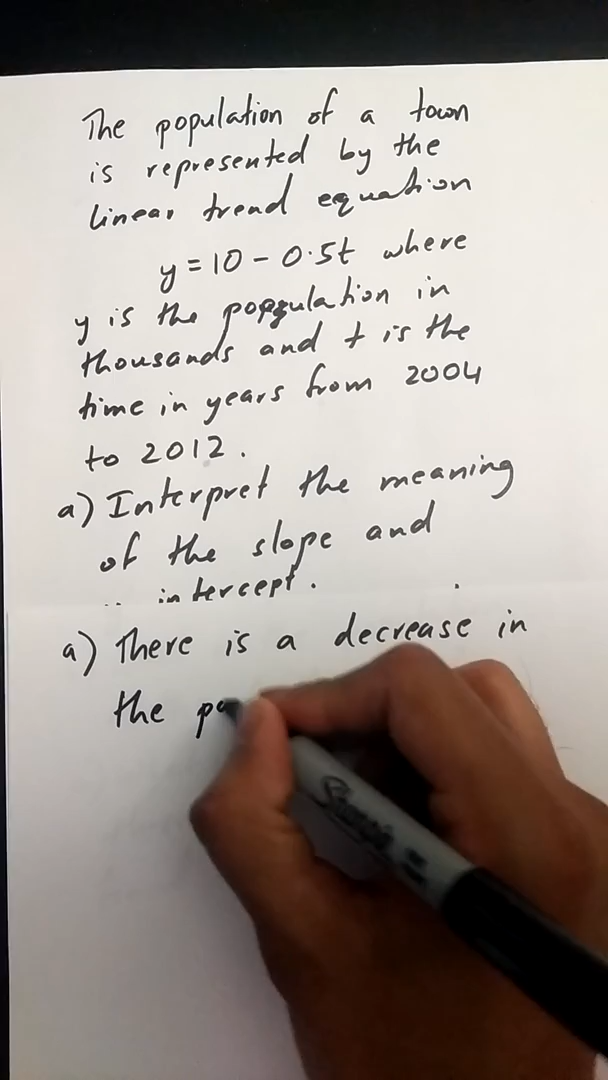 The population of a town
is represented by the
linear trend equation
y = 10 - 0.5t where
y is the population in
thousands and t is the
time in years from 2004
to 2012.
a) Interpret the meaning
of the slope and
intercept.
a) There is a decrease in
the po
Sharpie